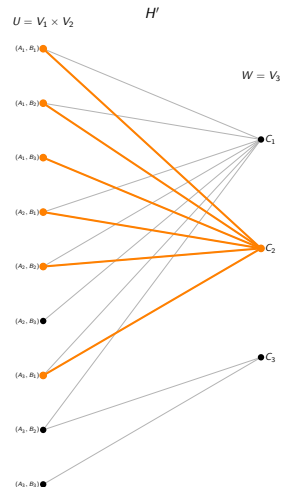 H′
U = V₁ × V₂
W = V₃
(A₁, B₁)
(A₁, B₂)
(A₁, B₃)
(A₂, B₁)
(A₂, B₂)
(A₂, B₃)
(A₃, B₁)
(A₃, B₂)
(A₃, B₃)
C₁
C₂
C₃